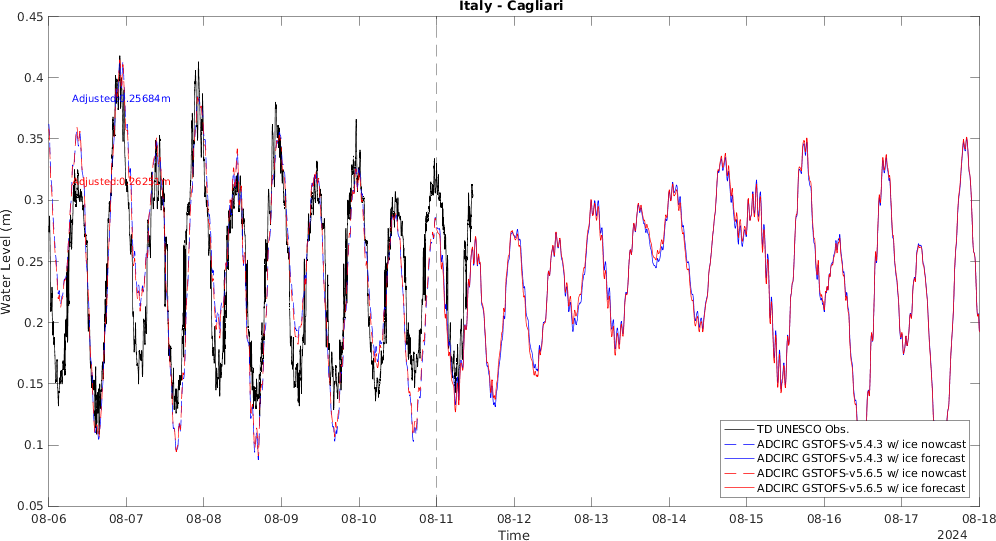 Italy - Cagliari
0.45
0.4
0.35
0.3
0.25
0.2
0.15
0.1
0.05
Water Level (m)
Adjusted:0.25684m
TD UNESCO Obs.
ADCIRC GSTOFS-v5.4.3 w/ ice nowcast
ADCIRC GSTOFS-v5.4.3 w/ ice forecast
ADCIRC GSTOFS-v5.6.5 w/ ice nowcast
ADCIRC GSTOFS-v5.6.5 w/ ice forecast
08-06 08-07 08-08 08-09 08-10 08-11 08-12 08-13 08-14 08-15 08-16 08-17 08-18
Time
2024